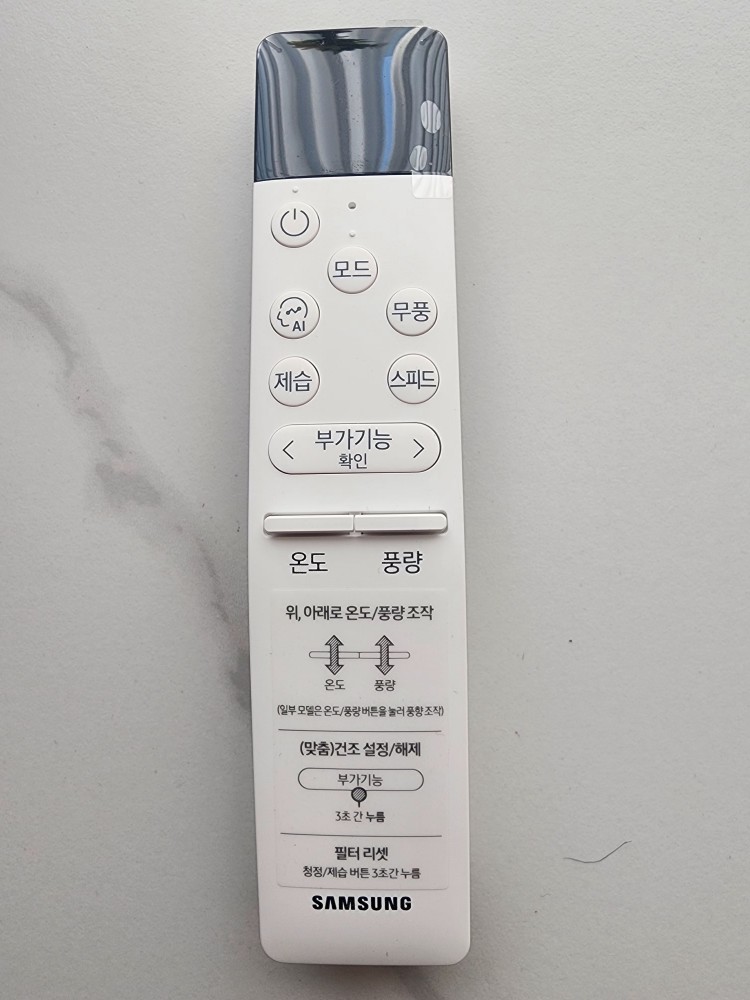 모드
AI
무풍
제습
스피드
< 부가기능 >
확인
온도 풍량
위, 아래로 온도/풍량 조작
온도 풍량
(일부 모델은 온도/풍량 버튼을 눌러 풍향 조작)
(맞춤)건조 설정/해제
부가기능
3초 간 누름
필터 리셋
청정/제습 버튼 3초간 누름
SAMSUNG